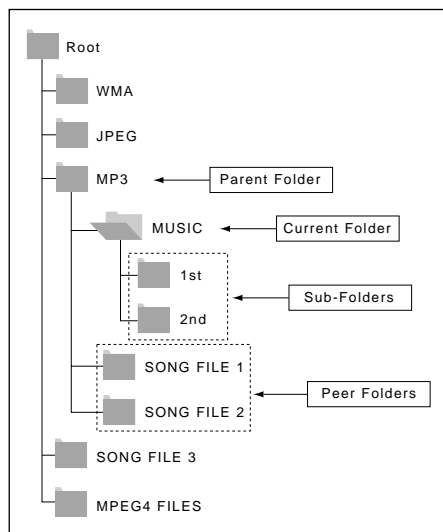 Root
WMA
JPEG
MP3
Parent Folder
MUSIC
Current Folder
1st
Sub-Folders
2nd
SONG FILE 1
Peer Folders
SONG FILE 2
SONG FILE 3
MPEG4 FILES